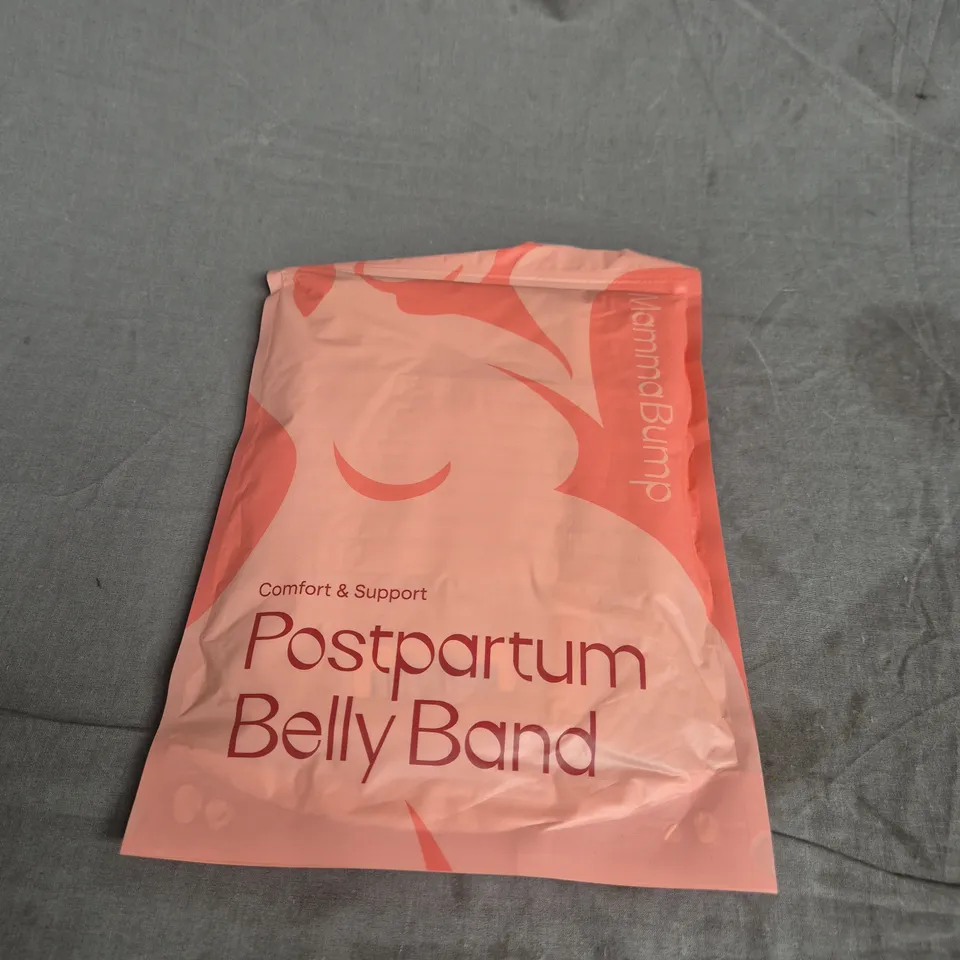 MammaBump
Comfort & Support
Postpartum
Belly Band